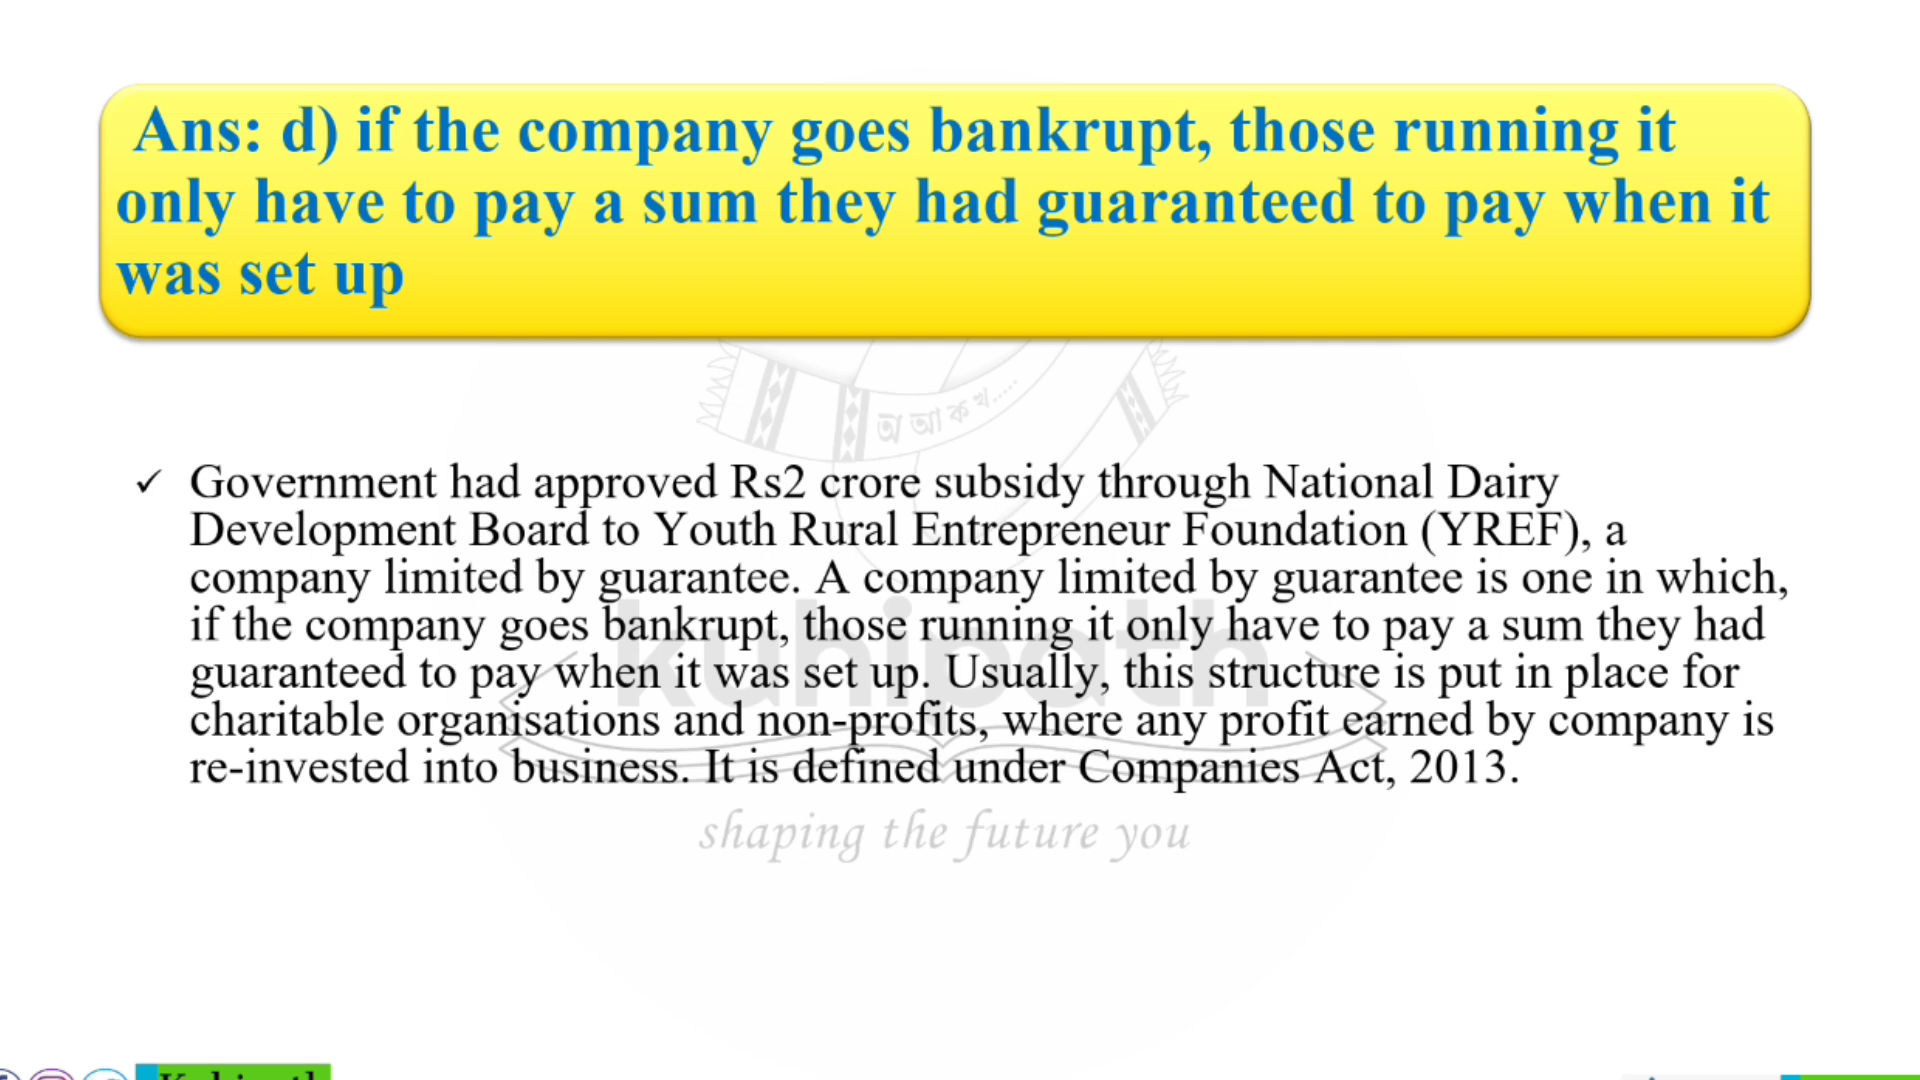 Ans: d) if the company goes bankrupt, those running it
only have to pay a sum they had guaranteed to pay when it
was set up
অ আ ক খ.....
✓ Government had approved Rs2 crore subsidy through National Dairy
Development Board to Youth Rural Entrepreneur Foundation (YREF), a
company limited by guarantee. A company limited by guarantee is one in which,
if the company goes bankrupt, those running it only have to pay a sum they had
guaranteed to pay when it was set up. Usually, this structure is put in place for
charitable organisations and non-profits, where any profit earned by company is
re-invested into business. It is defined under Companies Act, 2013.
kuhipath
shaping the future you